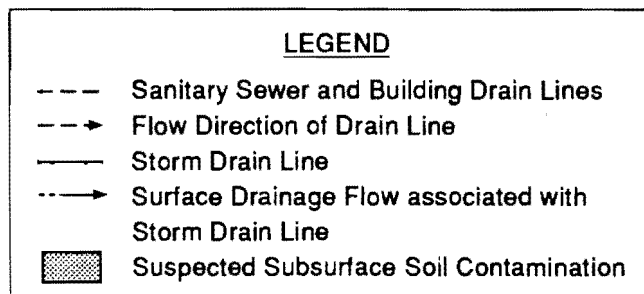 LEGEND
Sanitary Sewer and Building Drain Lines
Flow Direction of Drain Line
Storm Drain Line
Surface Drainage Flow associated with
Storm Drain Line
Suspected Subsurface Soil Contamination